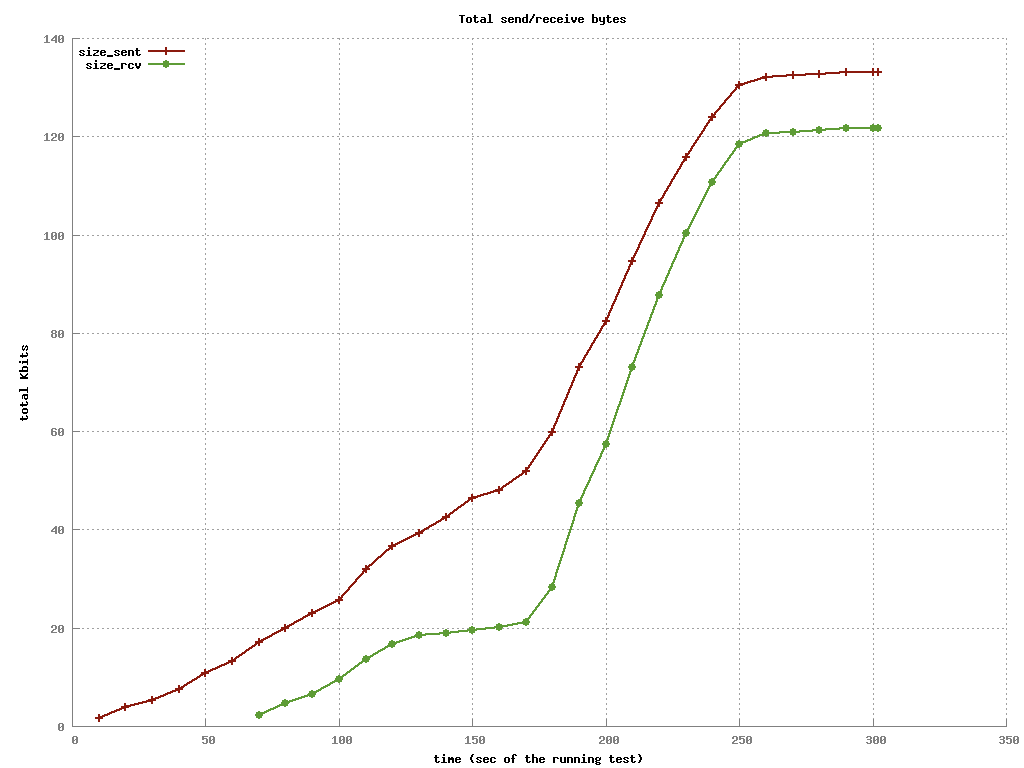 Total send/receive bytes
size_sent
size_rcv
140
120
100
80
60
40
20
0
total Kbits
0 50 100 150 200 250 300 350
time (sec of the running test)